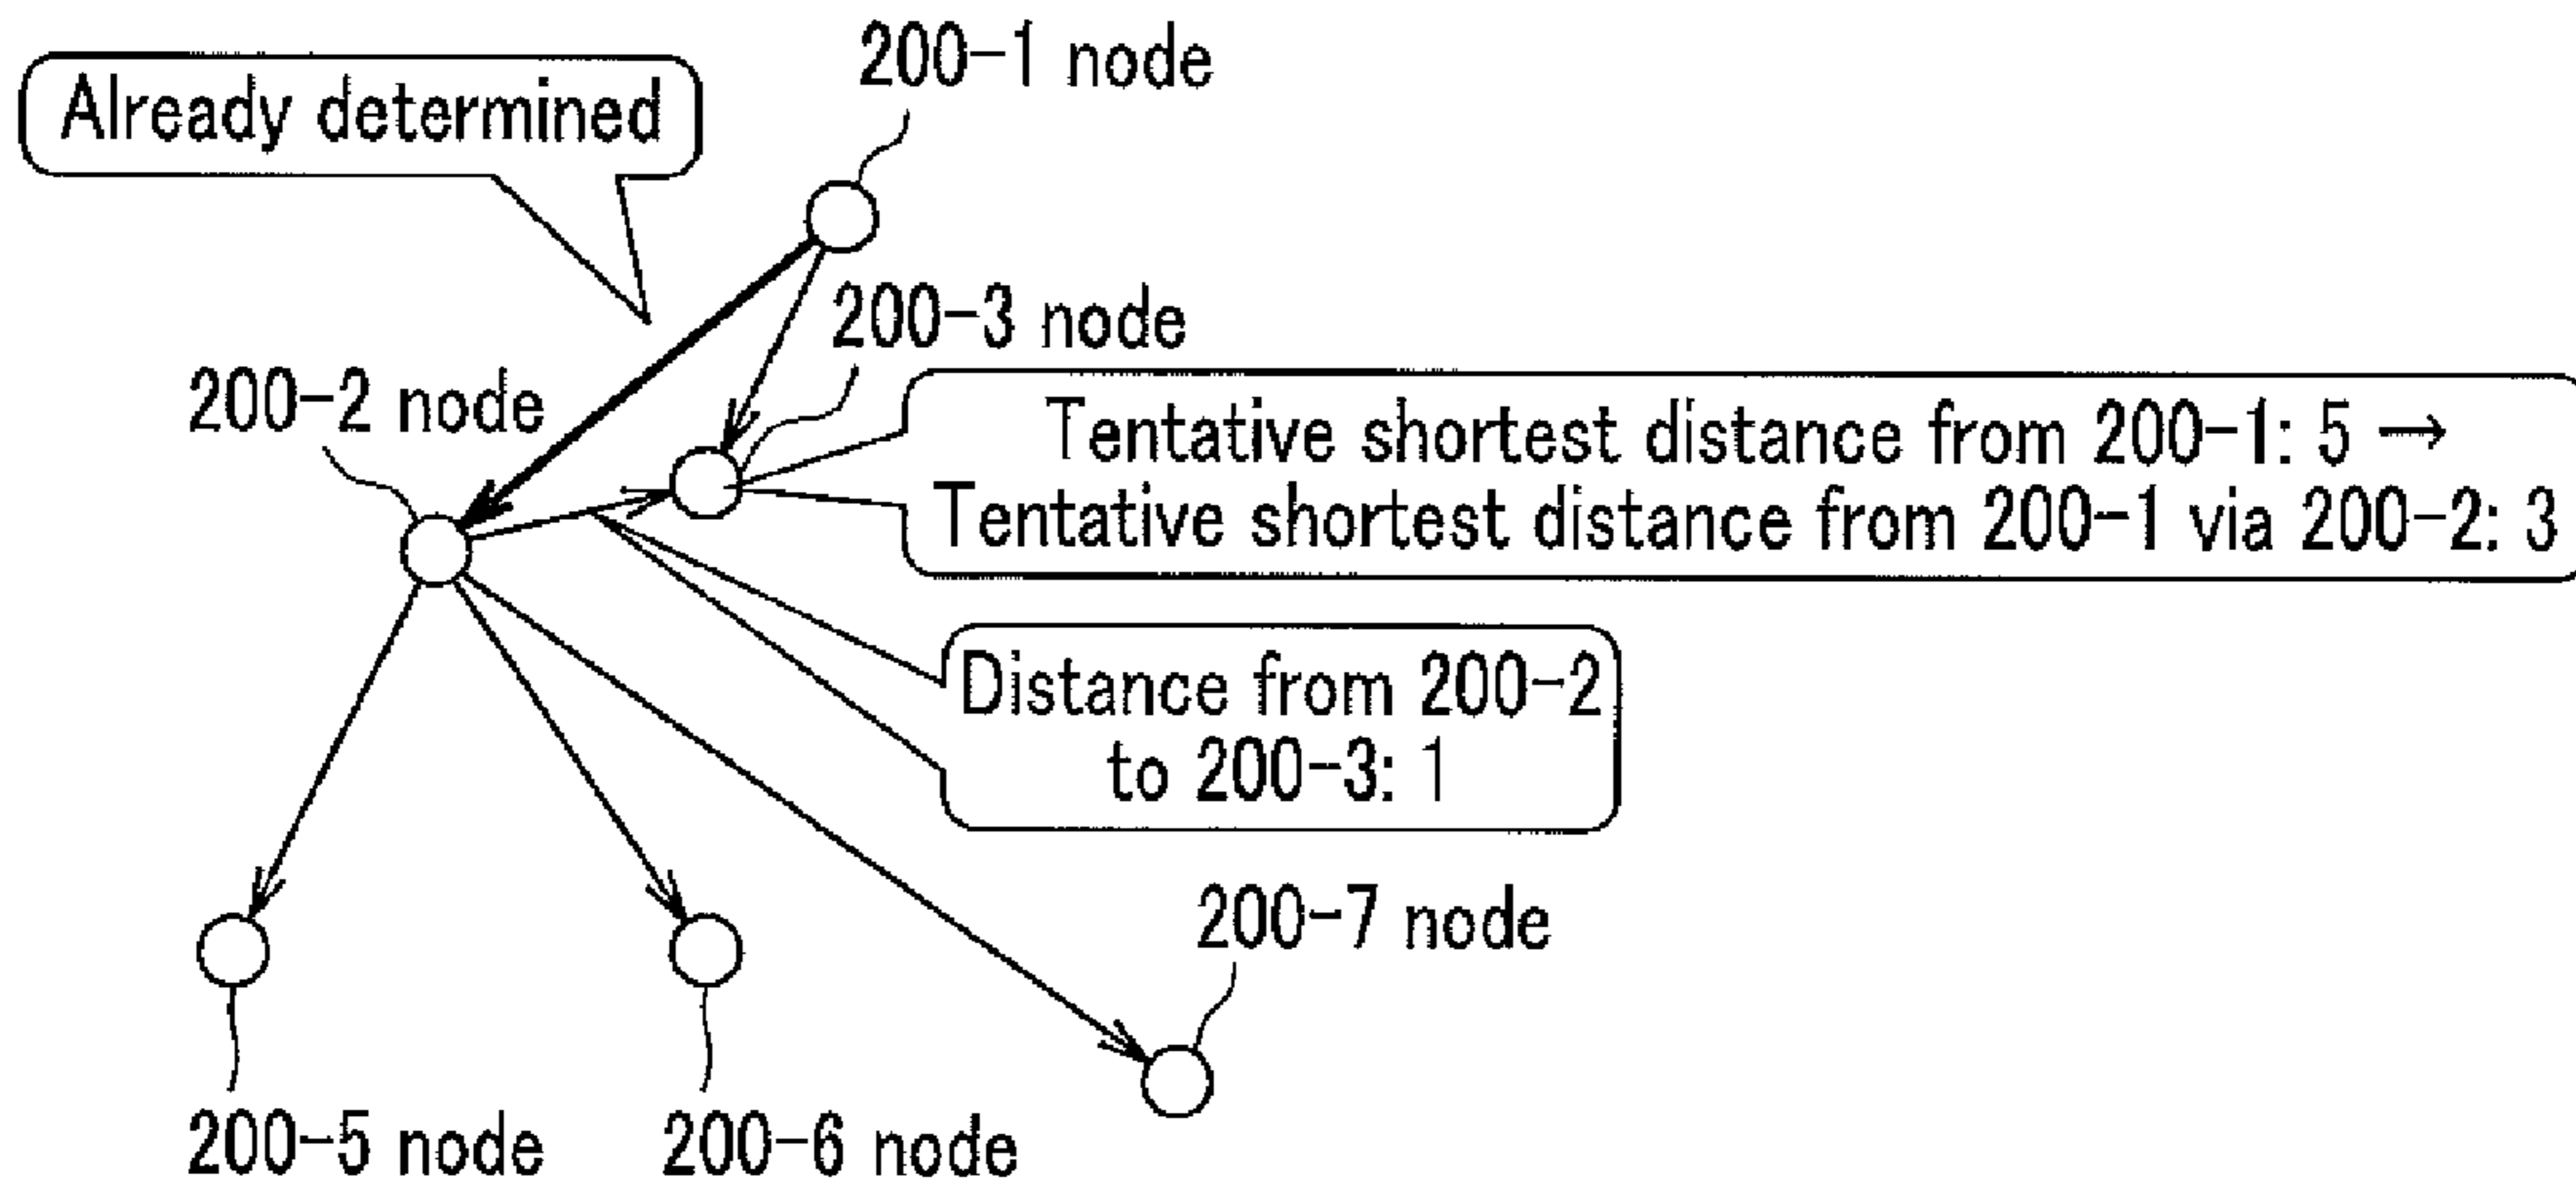 Already determined
200-1 node
200-3 node
200-2 node
Tentative shortest distance from 200-1: 5 →
Tentative shortest distance from 200-1 via 200-2: 3
Distance from 200-2
to 200-3: 1
200-7 node
200-5 node
200-6 node